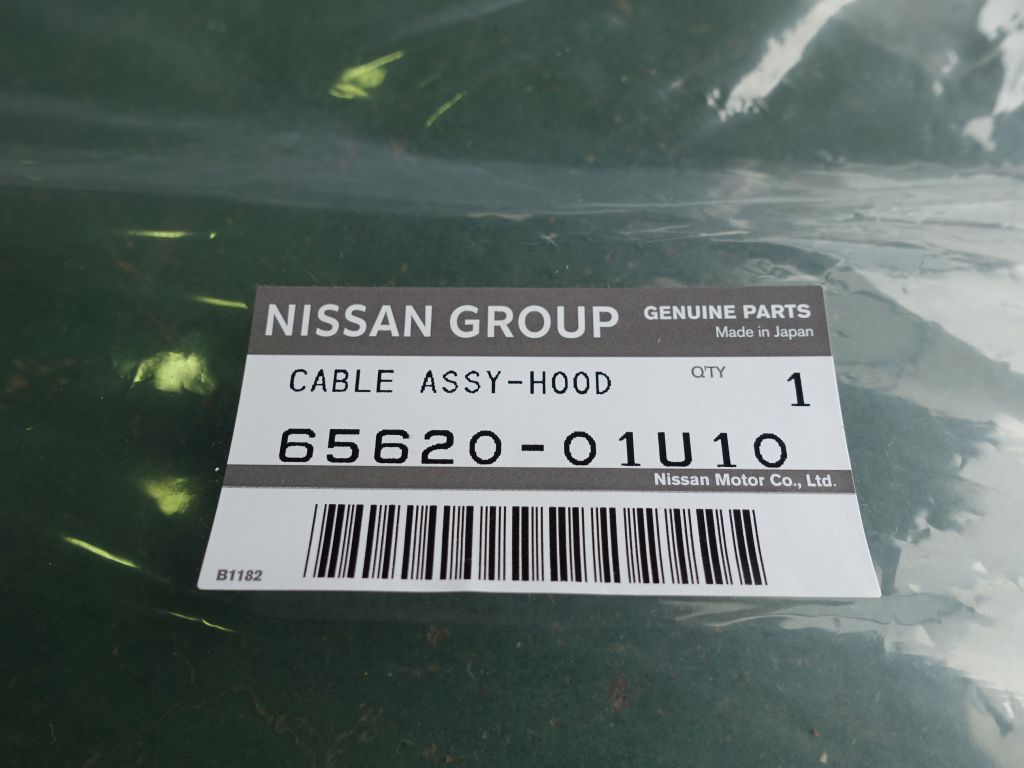 NISSAN GROUP GENUINE PARTS
Made in Japan
CABLE ASSY-HOOD Q'TY 1
65620-01U10
Nissan Motor Co., Ltd.
B1182